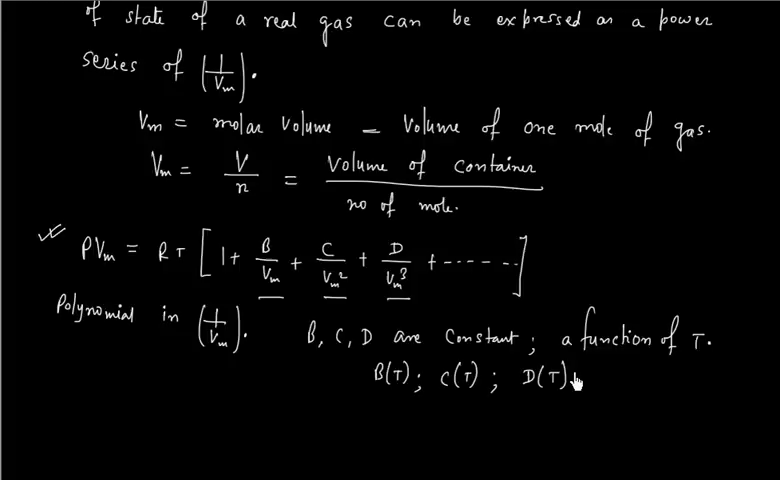 of state of a real gas can be expressed as a power
series of (1/Vm).
Vm = molar volume - Volume of one mole of gas.
Vm = V/n = Volume of Container/no of mole.
PVm = RT [1 + B/Vm + C/Vm² + D/Vm³ + ------]
Polynomial in (1/Vm). B, C, D are Constant; a function of T.
B(T); C(T); D(T)